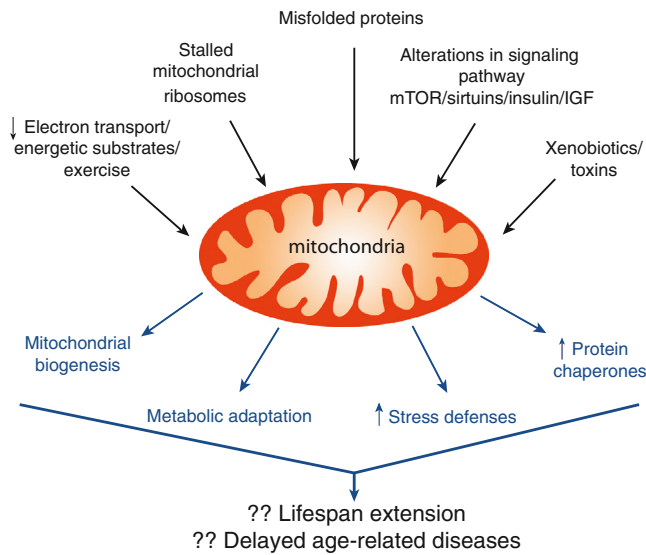 Misfolded proteins
Stalled
mitochondrial
ribosomes
Alterations in signaling
pathway
mTOR/sirtuins/insulin/IGF
↓ Electron transport/
energetic substrates/
exercise
Xenobiotics/
toxins
mitochondria
Mitochondrial
biogenesis
↑ Protein
chaperones
Metabolic adaptation
↑ Stress defenses
?? Lifespan extension
?? Delayed age-related diseases